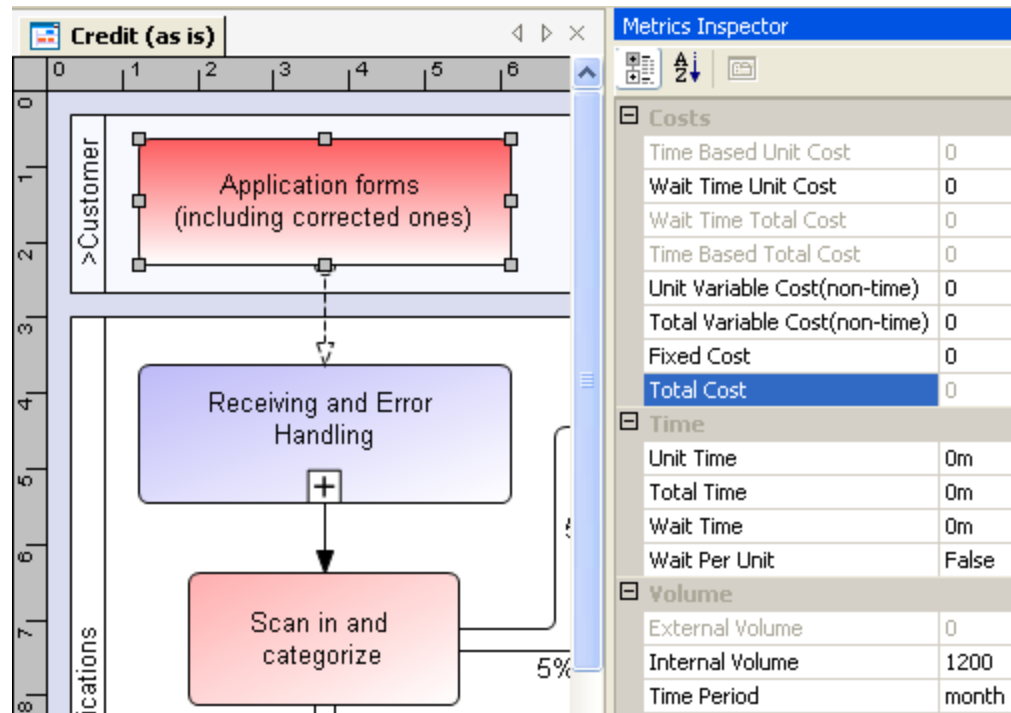 Credit (as is)
Metrics Inspector
0 1 2 3 4 5 6
0
1
2
3
4
5
6
7
8
>Customer
Application forms
(including corrected ones)
Receiving and Error
Handling
Scan in and
categorize
5%
ications
Costs
Time Based Unit Cost 0
Wait Time Unit Cost 0
Wait Time Total Cost 0
Time Based Total Cost 0
Unit Variable Cost(non-time) 0
Total Variable Cost(non-time) 0
Fixed Cost 0
Total Cost 0
Time
Unit Time 0m
Total Time 0m
Wait Time 0m
Wait Per Unit False
Volume
External Volume 0
Internal Volume 1200
Time Period month